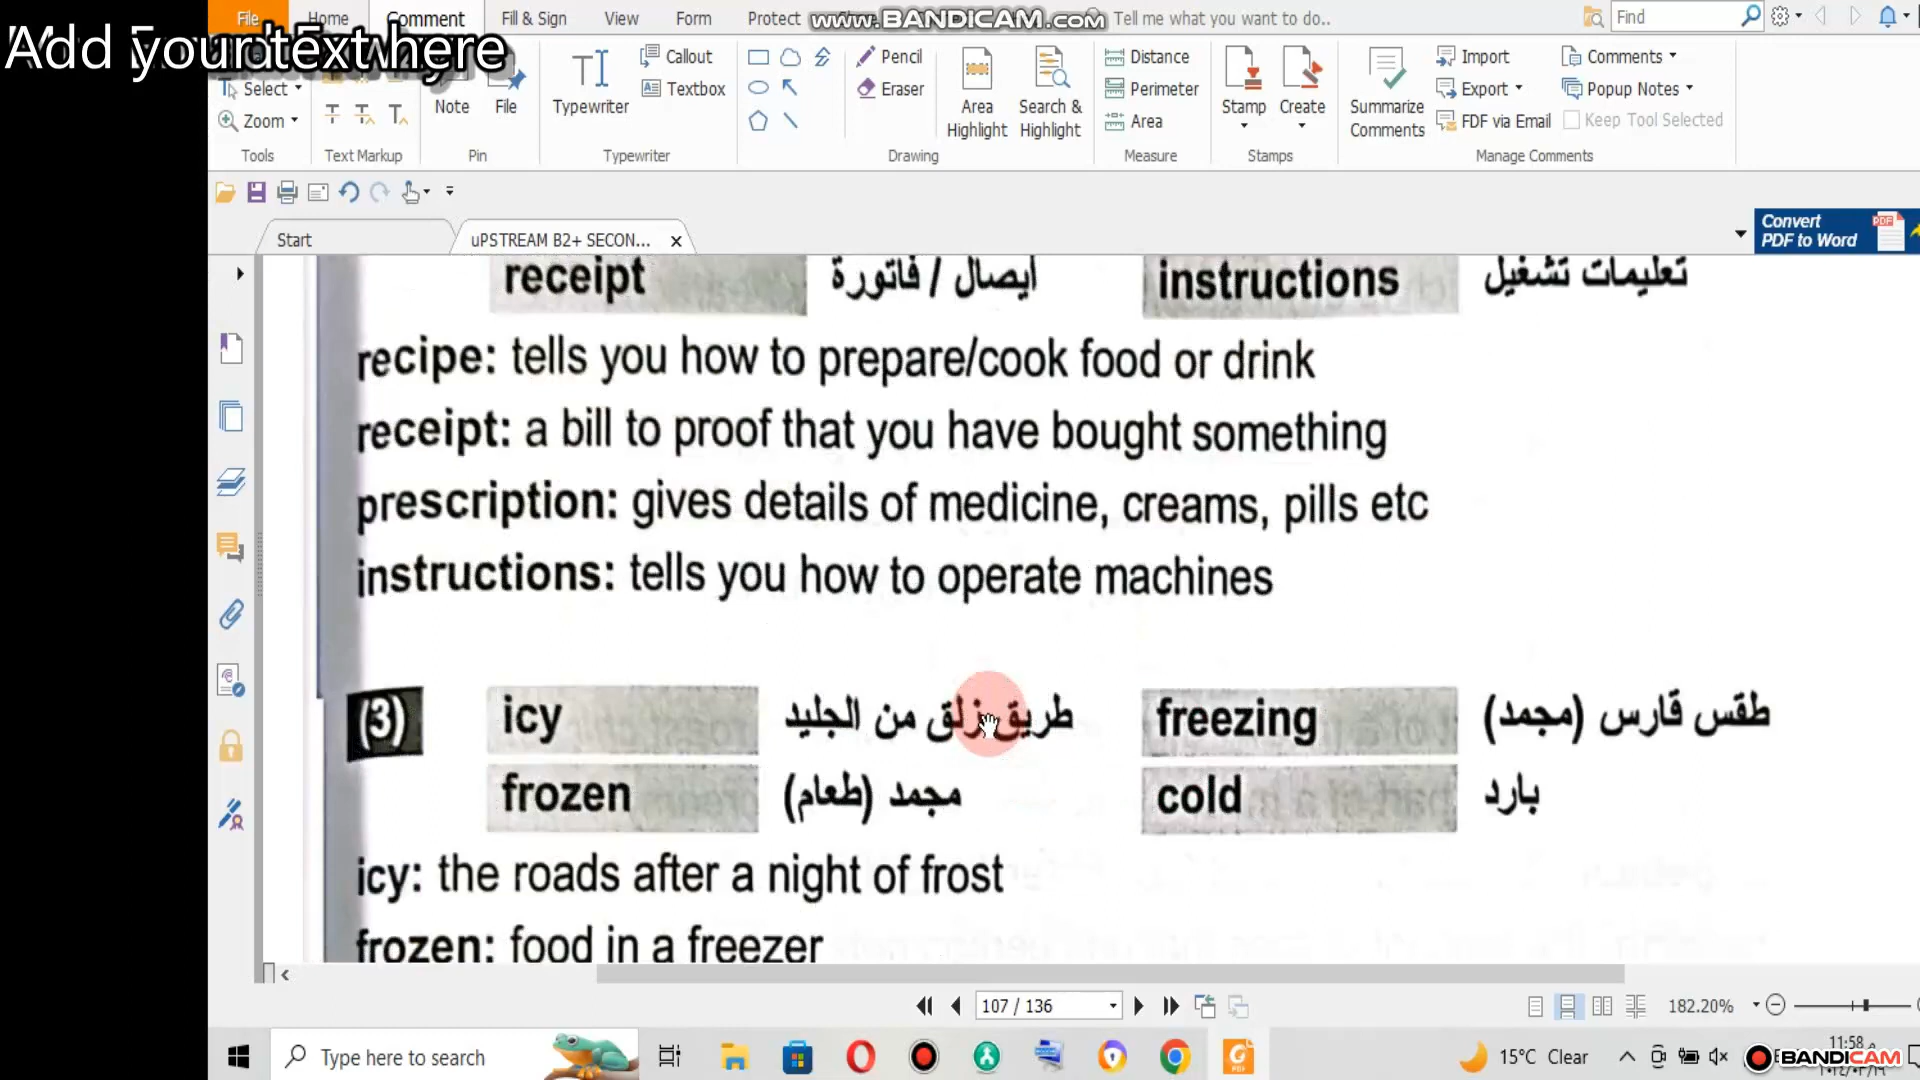 File Home Comment Fill & Sign View Form Protect www.BANDICAM.com Tell me what you want to do.. Find
Add your text here
Select
Zoom
Note
File
Typewriter
Callout
Textbox
Pencil
Eraser
Area Highlight
Search & Highlight
Distance
Perimeter
Area
Stamp
Create
Summarize Comments
Import
Export
FDF via Email
Comments
Popup Notes
Keep Tool Selected
Tools Text Markup Pin Typewriter Drawing Measure Stamps Manage Comments
Start uPSTREAM B2+ SECON...
Convert
PDF to Word
receipt أيصال / فاتورة instructions تعليمات تشغيل
recipe: tells you how to prepare/cook food or drink
receipt: a bill to proof that you have bought something
prescription: gives details of medicine, creams, pills etc
instructions: tells you how to operate machines
(3) icy طريق زلق من الجليد freezing طقس قارس (مجمد)
frozen مجمد (طعام) cold بارد
icy: the roads after a night of frost
frozen: food in a freezer
107 / 136 182.20%
Type here to search 15°C Clear 11:58
BANDICAM